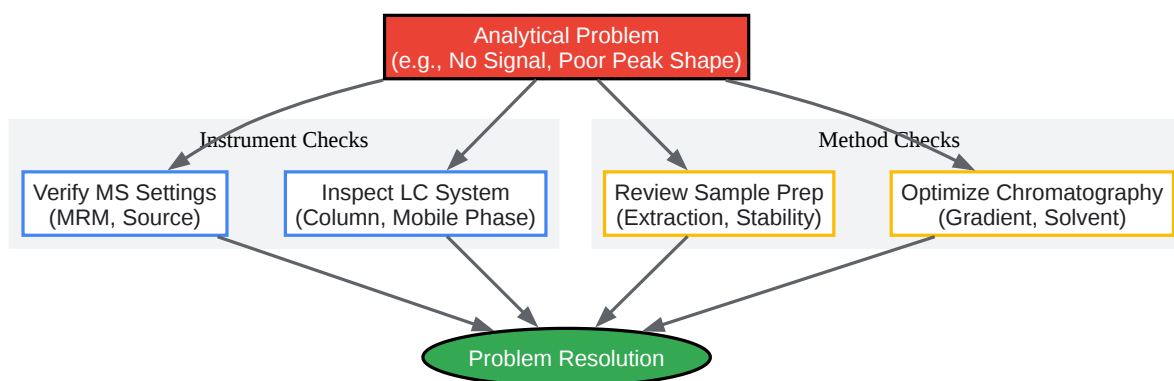 Analytical Problem
(e.g., No Signal, Poor Peak Shape)
Instrument Checks
Method Checks
Verify MS Settings
(MRM, Source)
Inspect LC System
(Column, Mobile Phase)
Review Sample Prep
(Extraction, Stability)
Optimize Chromatography
(Gradient, Solvent)
Problem Resolution